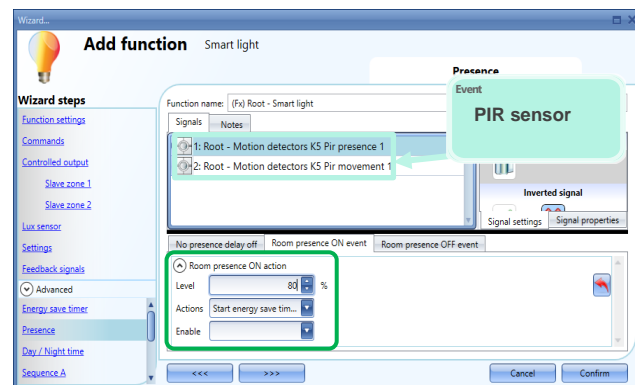 Wizard...
Add function Smart light
Presence
Wizard steps
Function settings
Commands
Controlled output
Slave zone 1
Slave zone 2
Lux sensor
Settings
Feedback signals
Advanced
Energy save timer
Presence
Day / Night time
Sequence A
Function name: (Fx) Root - Smart light
Signals Notes
1: Root - Motion detectors K5 Pir presence 1
2: Root - Motion detectors K5 Pir movement 1
Event
PIR sensor
Inverted signal
Signal settings Signal properties
No presence delay off Room presence ON event Room presence OFF event
Room presence ON action
Level 80 %
Actions Start energy save tim...
Enable
<<< >>> Cancel Confirm